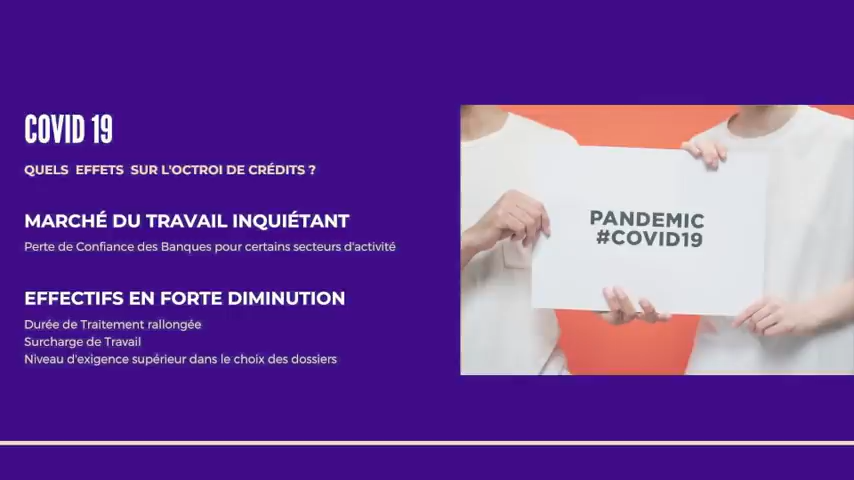 COVID 19
QUELS EFFETS SUR L'OCTROI DE CRÉDITS ?
MARCHÉ DU TRAVAIL INQUIÉTANT
Perte de Confiance des Banques pour certains secteurs d'activité
EFFECTIFS EN FORTE DIMINUTION
Durée de Traitement rallongée
Surcharge de Travail
Niveau d'exigence supérieur dans le choix des dossiers
PANDEMIC
#COVID19